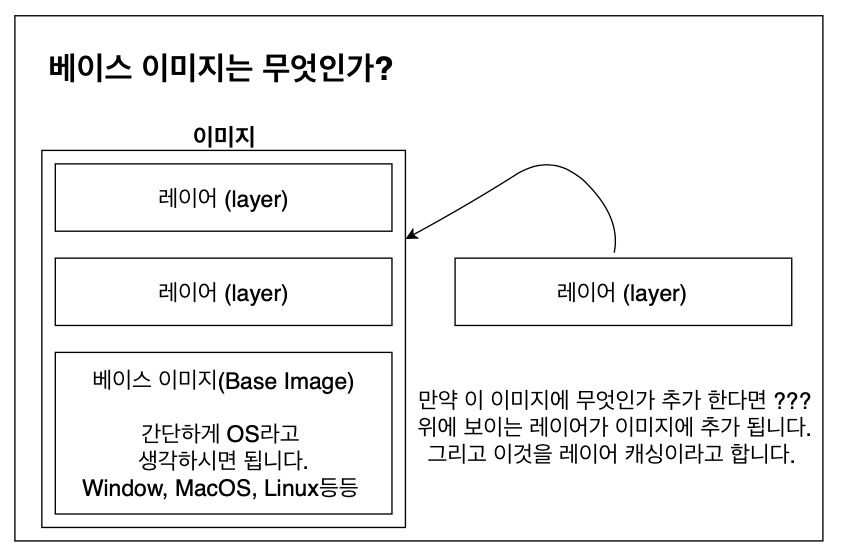 베이스 이미지는 무엇인가?
이미지
레이어 (layer)
레이어 (layer)
베이스 이미지(Base Image)
간단하게 OS라고
생각하시면 됩니다.
Window, MacOS, Linux등등
레이어 (layer)
만약 이 이미지에 무엇인가 추가 한다면 ???
위에 보이는 레이어가 이미지에 추가 됩니다.
그리고 이것을 레이어 캐싱이라고 합니다.